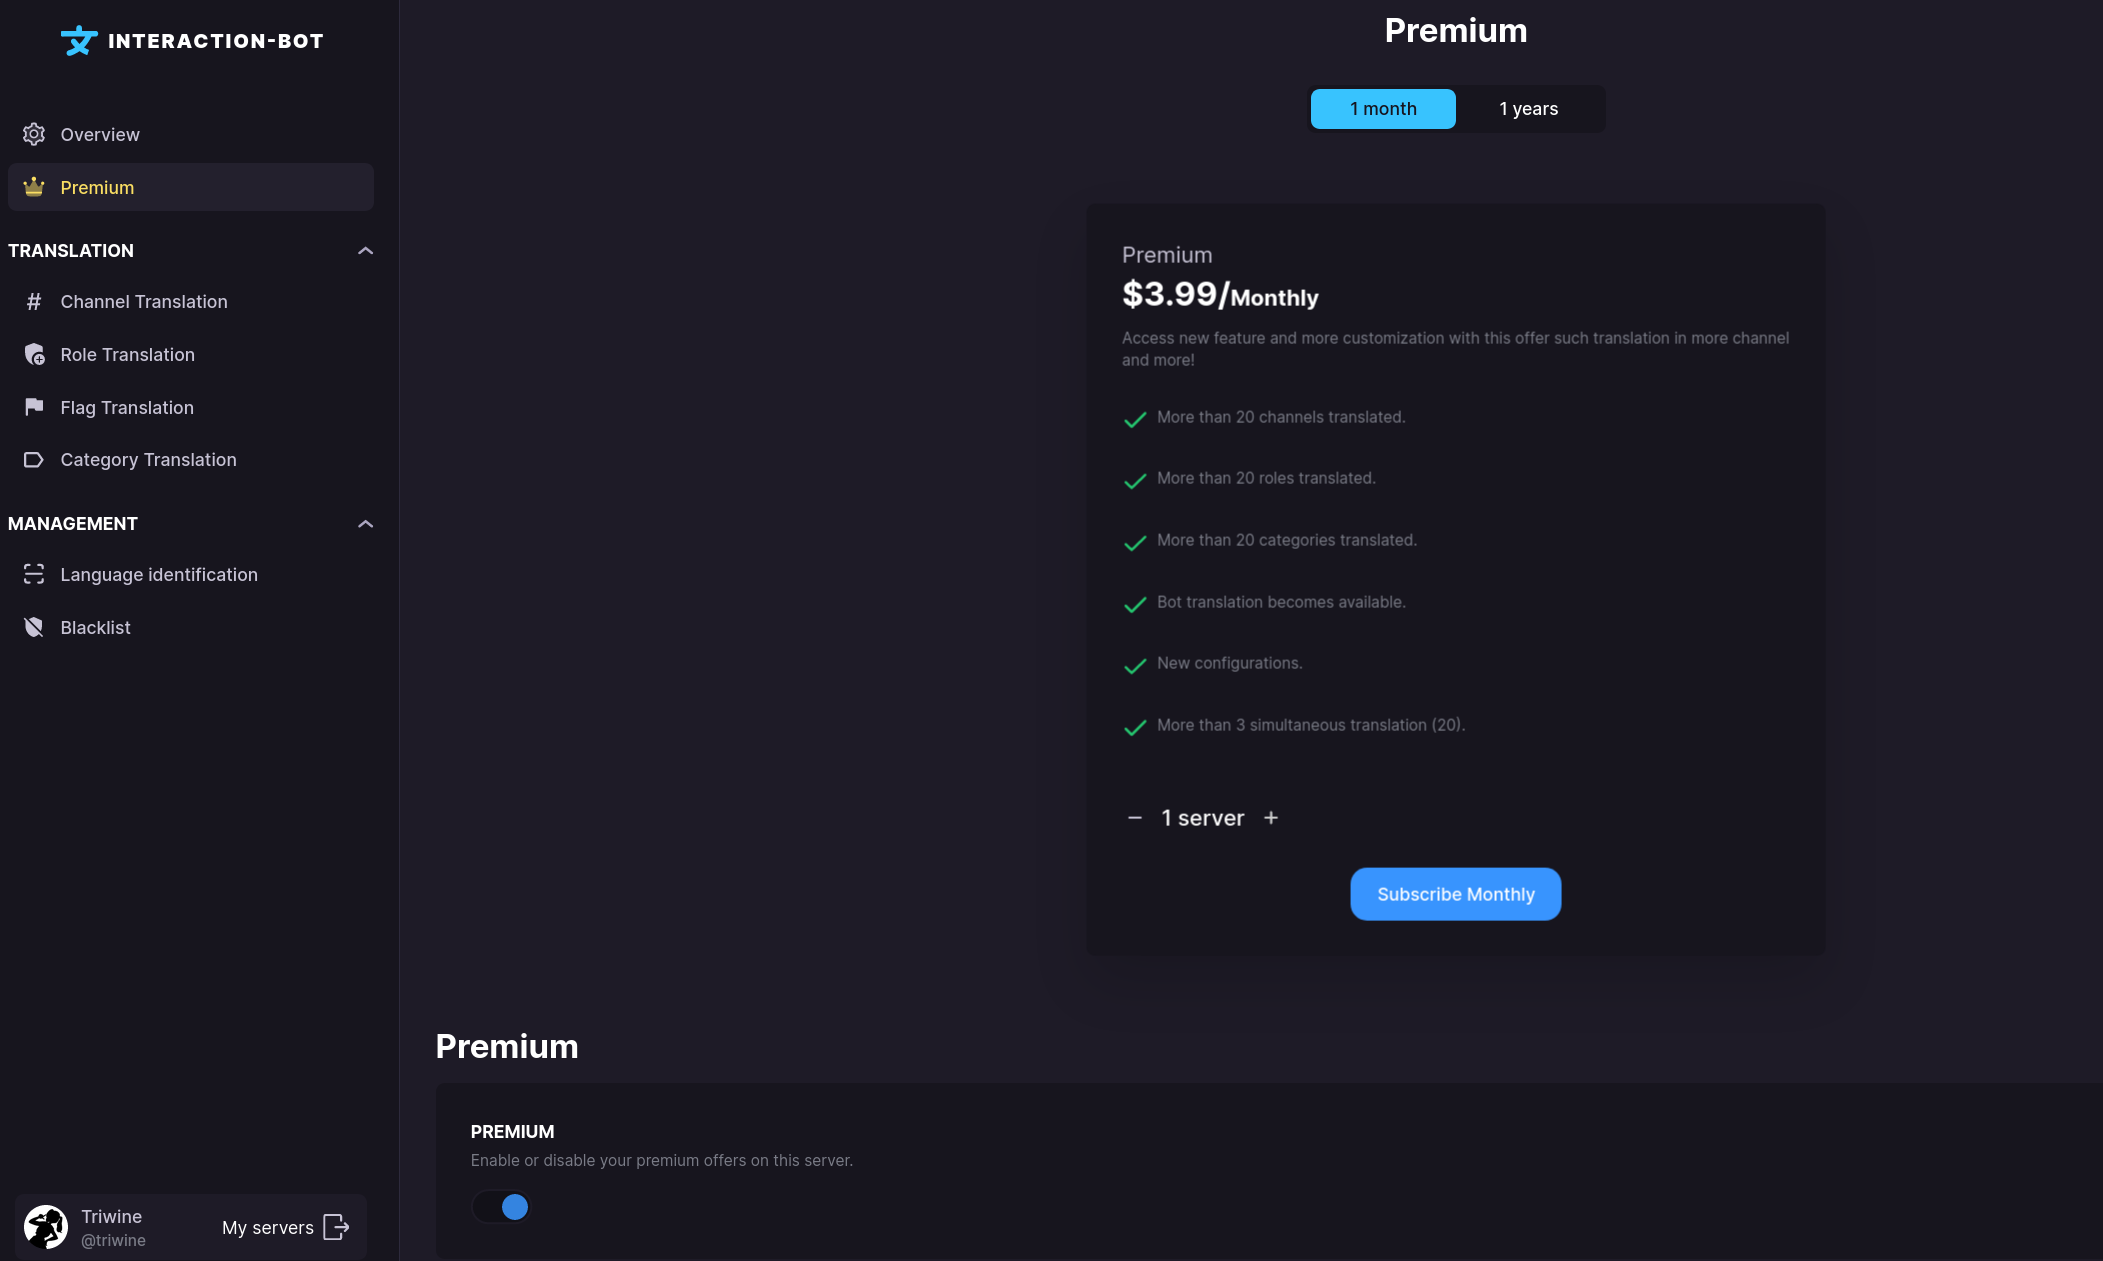 INTERACTION-BOT
Overview
Premium
TRANSLATION
# Channel Translation
Role Translation
Flag Translation
Category Translation
MANAGEMENT
Language identification
Blacklist
Triwine
@triwine
My servers
Premium
1 month
1 years
Premium
$3.99/Monthly
Access new feature and more customization with this offer such translation in more channel
and more!
More than 20 channels translated.
More than 20 roles translated.
More than 20 categories translated.
Bot translation becomes available.
New configurations.
More than 3 simultaneous translation (20).
− 1 server +
Subscribe Monthly
Premium
PREMIUM
Enable or disable your premium offers on this server.